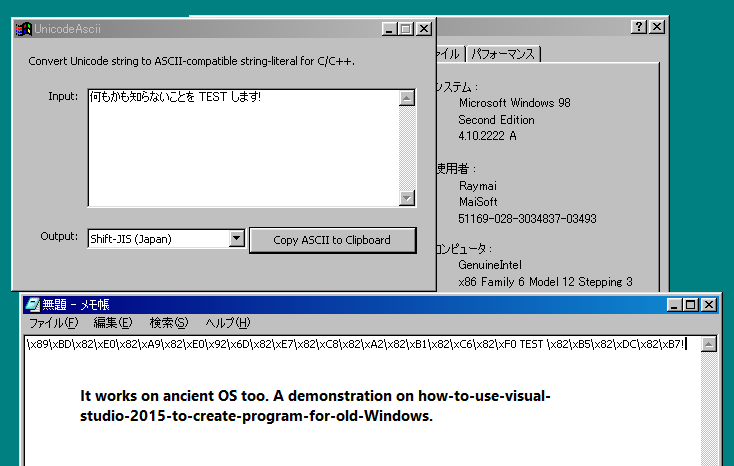 UnicodeAscii
Convert Unicode string to ASCII-compatible string-literal for C/C++.
Input:
何もかも知らないことを TEST します!
Output:
Shift-JIS (Japan)
Copy ASCII to Clipboard
イル
パフォーマンス
ステム :
Microsoft Windows 98
Second Edition
4.10.2222 A
使用者 :
Raymai
MaiSoft
51169-028-3034837-03493
コンピュータ:
GenuineIntel
x86 Family 6 Model 12 Stepping 3
無題 - メモ帳
ファイル(F) 編集(E) 検索(S) ヘルプ(H)
\x89\xBD\x82\xE0\x82\xA9\x82\xE0\x92\x6D\x82\xE7\x82\xC8\x82\xA2\x82\xB1\x82\xC6\x82\xF0 TEST \x82\xB5\x82\xDC\x82\xB7!
It works on ancient OS too. A demonstration on how-to-use-visual-
studio-2015-to-create-program-for-old-Windows.